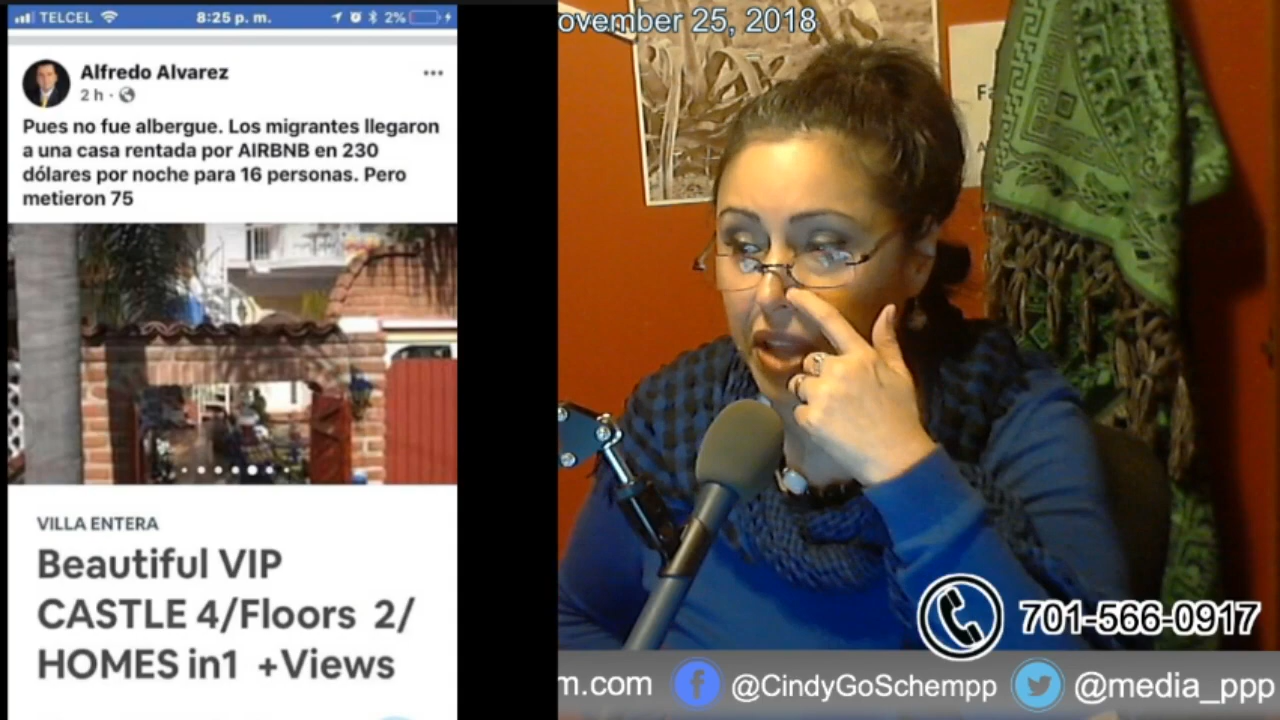 TELCEL
8:25 p. m.
2%
Alfredo Alvarez
2 h
Pues no fue albergue. Los migrantes llegaron
a una casa rentada por AIRBNB en 230
dólares por noche para 16 personas. Pero
metieron 75
VILLA ENTERA
Beautiful VIP
CASTLE 4/Floors 2/
HOMES in1 +Views
ovember 25, 2018
701-566-0917
m.com
@CindyGoSchempp
@media_ppp